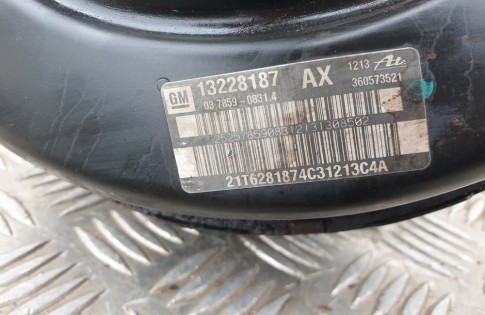 GM 13228187 AX 1213 Ate
03.7859-0831.4 360573521
21T6281874C31213C4A